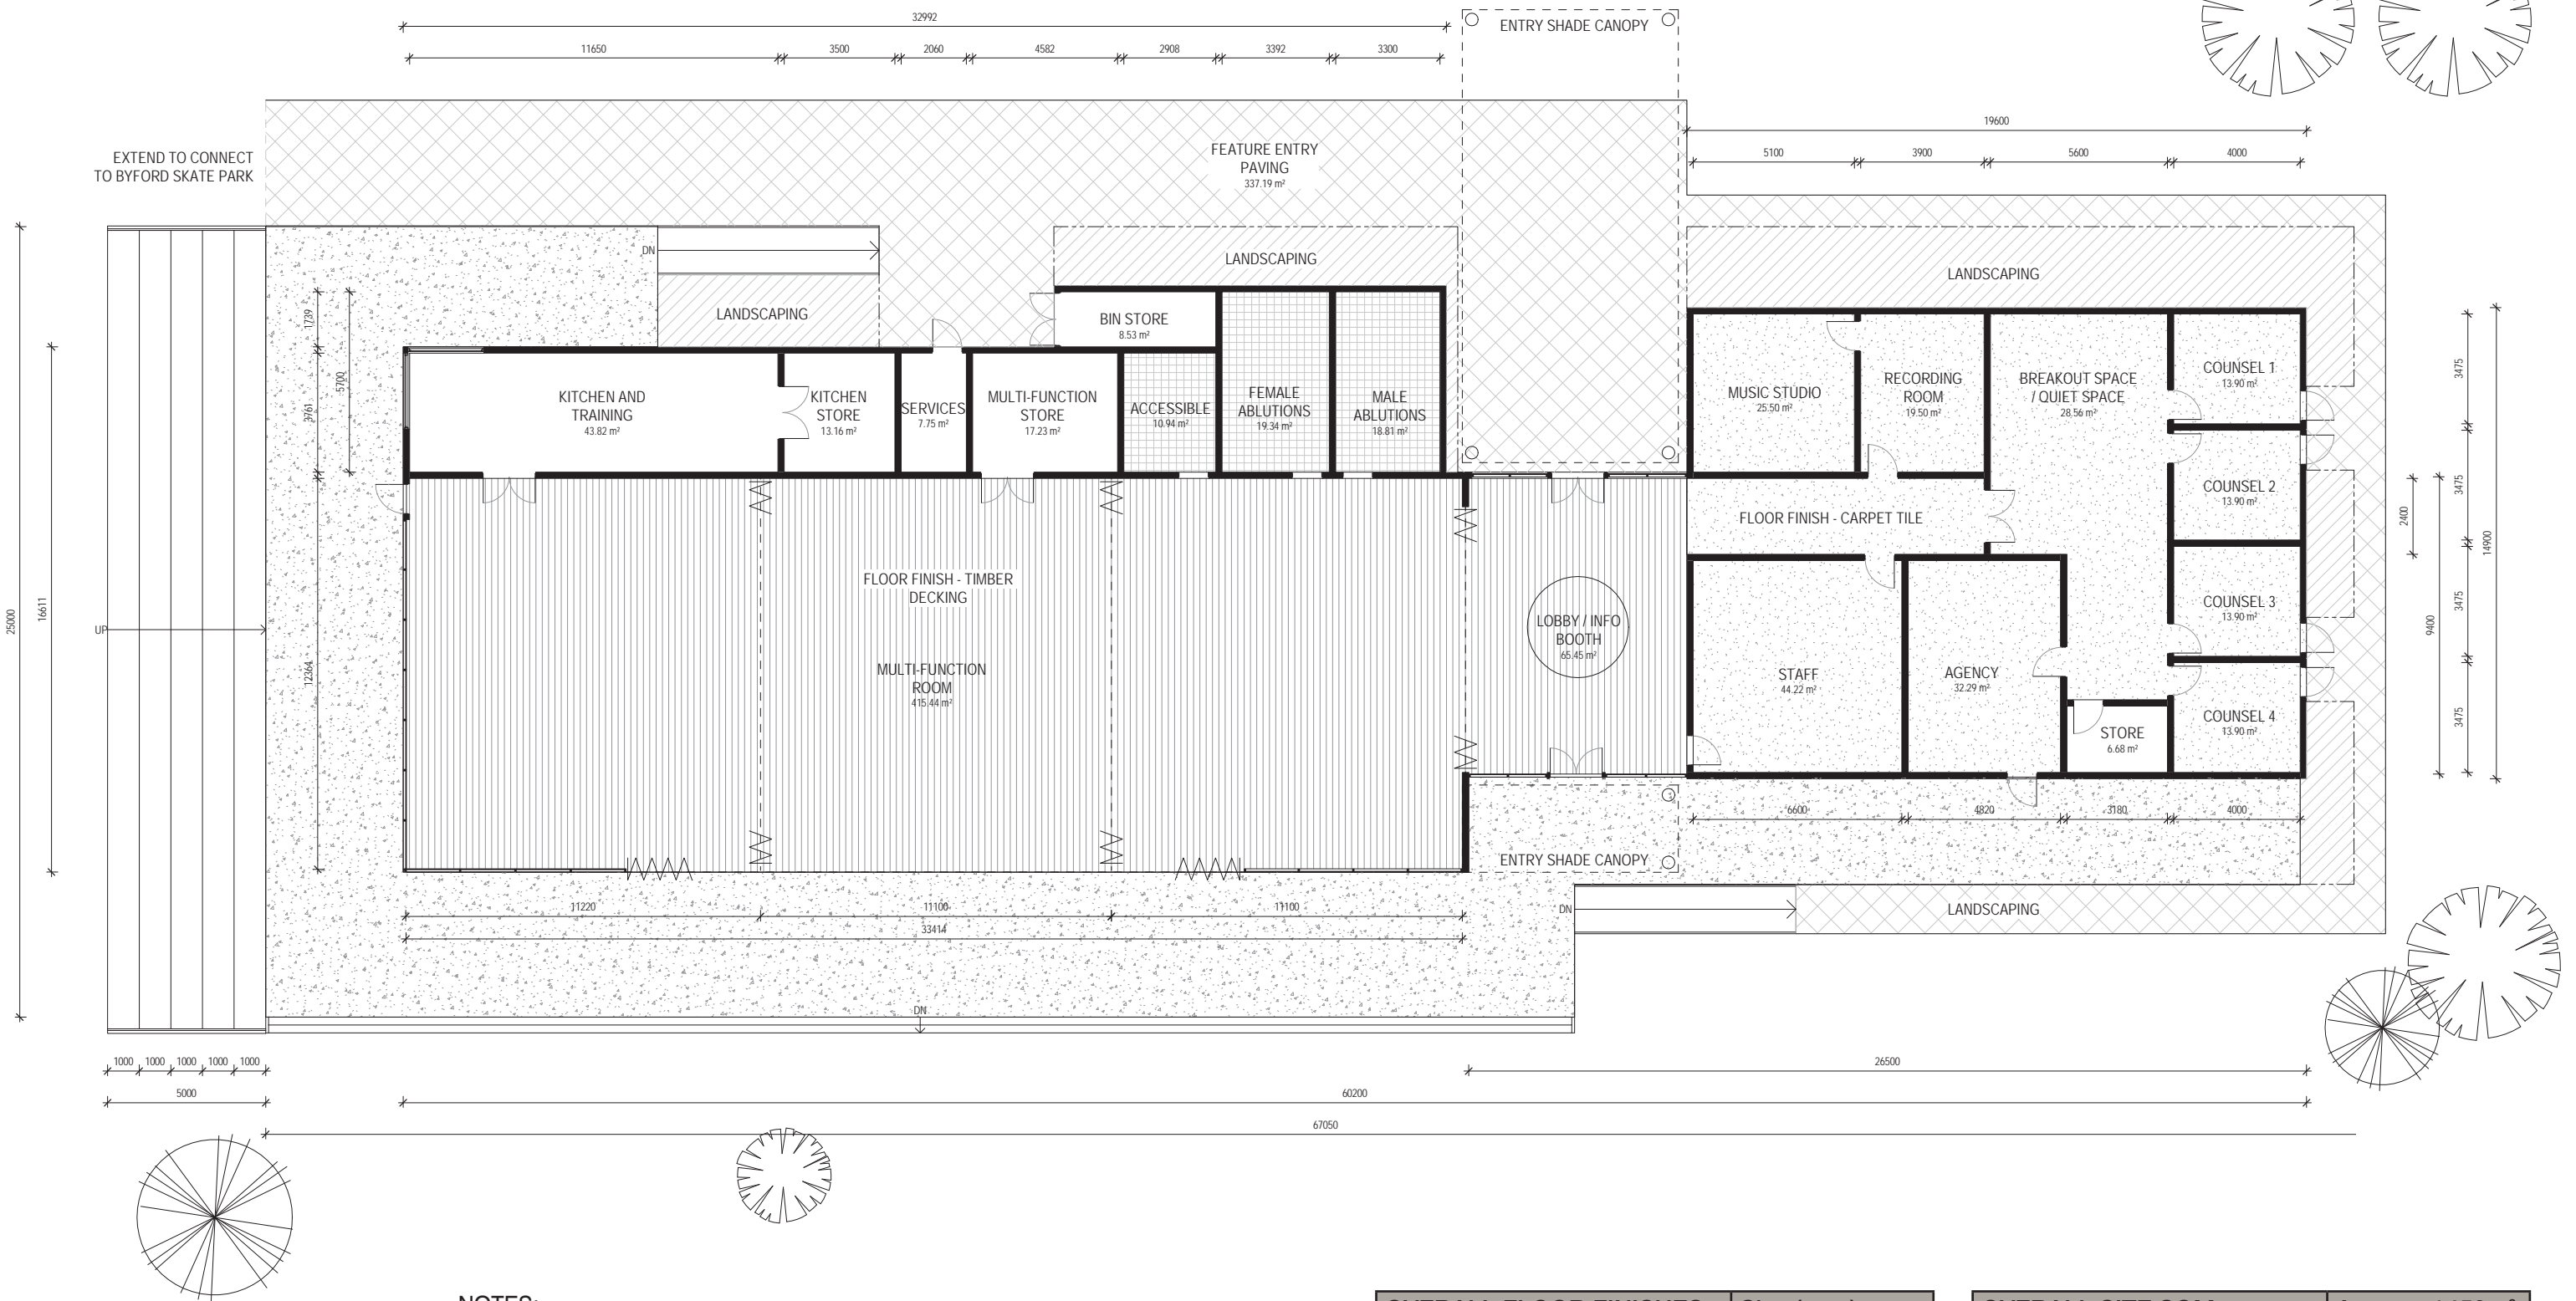 32992
ENTRY SHADE CANOPY
11650
3500
2060
4582
2908
3392
3300
19600
5100
3900
5600
4000
EXTEND TO CONNECT
TO BYFORD SKATE PARK
FEATURE ENTRY
PAVING
337.19 m²
DN
LANDSCAPING
LANDSCAPING
LANDSCAPING
BIN STORE
8.53 m²
KITCHEN AND
TRAINING
43.82 m²
KITCHEN
STORE
13.16 m²
SERVICES
7.75 m²
MULTI-FUNCTION
STORE
17.23 m²
ACCESSIBLE
10.94 m²
FEMALE
ABLUTIONS
19.34 m²
MALE
ABLUTIONS
18.81 m²
MUSIC STUDIO
25.50 m²
RECORDING
ROOM
19.50 m²
BREAKOUT SPACE
/ QUIET SPACE
28.56 m²
COUNSEL 1
13.90 m²
COUNSEL 2
13.90 m²
COUNSEL 3
13.90 m²
COUNSEL 4
13.90 m²
1739
3761
5700
12364
25000
16611
3475
3475
3475
3475
2400
9400
14900
FLOOR FINISH - CARPET TILE
FLOOR FINISH - TIMBER
DECKING
MULTI-FUNCTION
ROOM
415.44 m²
LOBBY / INFO
BOOTH
65.45 m²
STAFF
44.22 m²
AGENCY
32.29 m²
STORE
6.68 m²
UP
6600
4820
3180
4000
ENTRY SHADE CANOPY
11220
11100
11100
33414
DN
LANDSCAPING
DN
1000
1000
1000
1000
1000
5000
26500
60200
67050